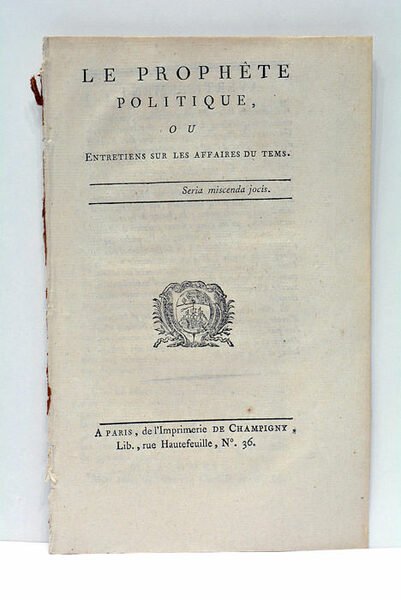 LE PROPHÊTE
POLITIQUE,
OU
ENTRETIENS SUR LES AFFAIRES DU TEMS.
Seria miscenda jocis.
A PARIS, de l'Imprimerie DE CHAMPIGNY,
Lib., rue Hautefeuille, N°. 36.